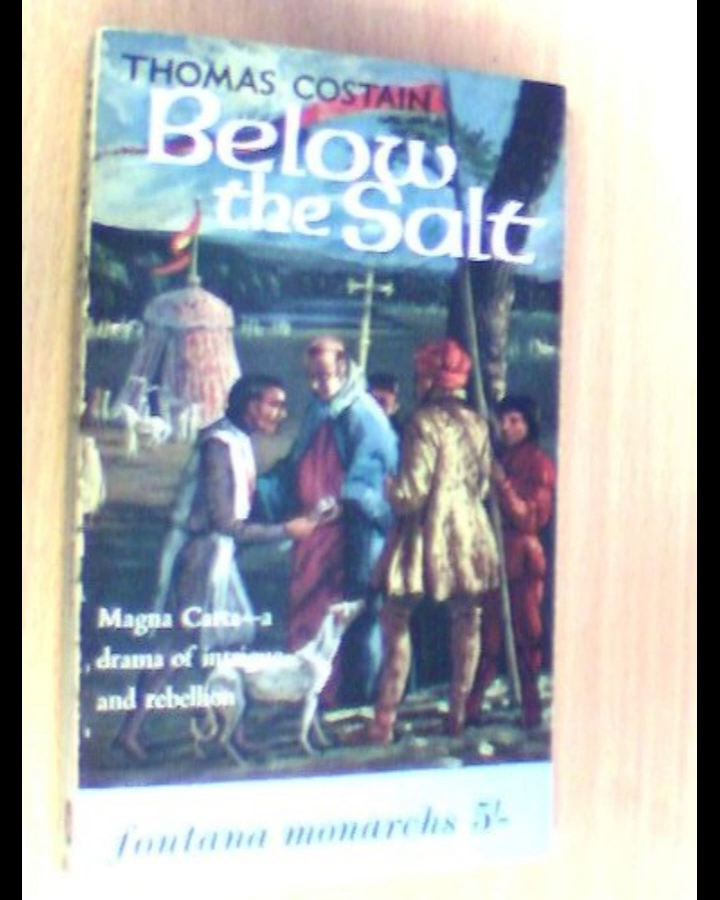 THOMAS COSTAIN
Below
the Salt
Magna Carta—a
drama of intrigue
and rebellion
fontana monarchs 5/-